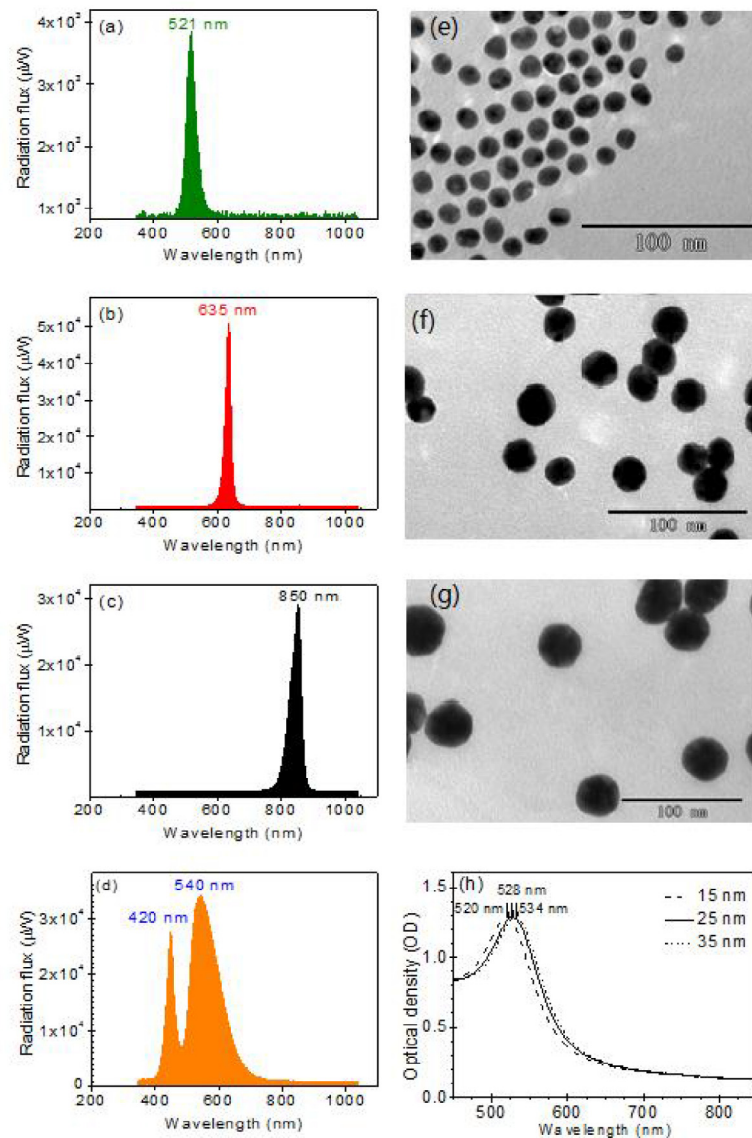 (a)
521 nm
4x10³
3x10³
2x10³
1x10³
Radiation flux (µW)
200 400 600 800 1000
Wavelength (nm)
(e)
100 nm
(b)
635 nm
5x10⁴
4x10⁴
3x10⁴
2x10⁴
1x10⁴
Radiation flux (µW)
200 400 600 800 1000
Wavelength (nm)
(f)
100 nm
(c)
850 nm
3x10⁴
2x10⁴
1x10⁴
Radiation flux (µW)
200 400 600 800 1000
Wavelength (nm)
(g)
100 nm
(d)
540 nm
420 nm
3x10⁴
2x10⁴
1x10⁴
0
Radiation flux (µW)
200 400 600 800 1000
Wavelength (nm)
(h)
528 nm
520 nm 534 nm
15 nm
25 nm
35 nm
1.5
1.0
0.5
0.0
Optical density (OD)
500 600 700 800
Wavelength (nm)